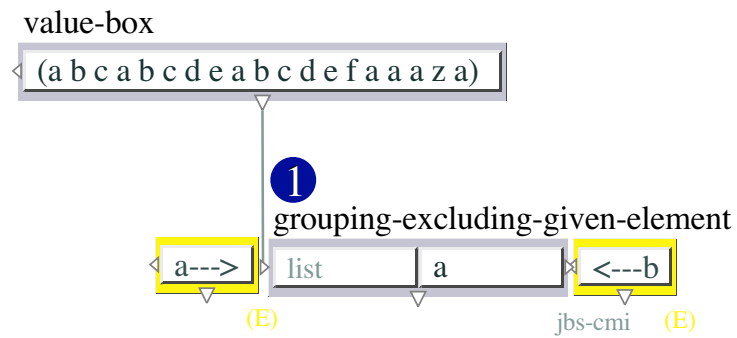 value-box
(a b c a b c d e a b c d e f a a a z a)
1
grouping-excluding-given-element
a---> list a <---b
(E) jbs-cmi (E)